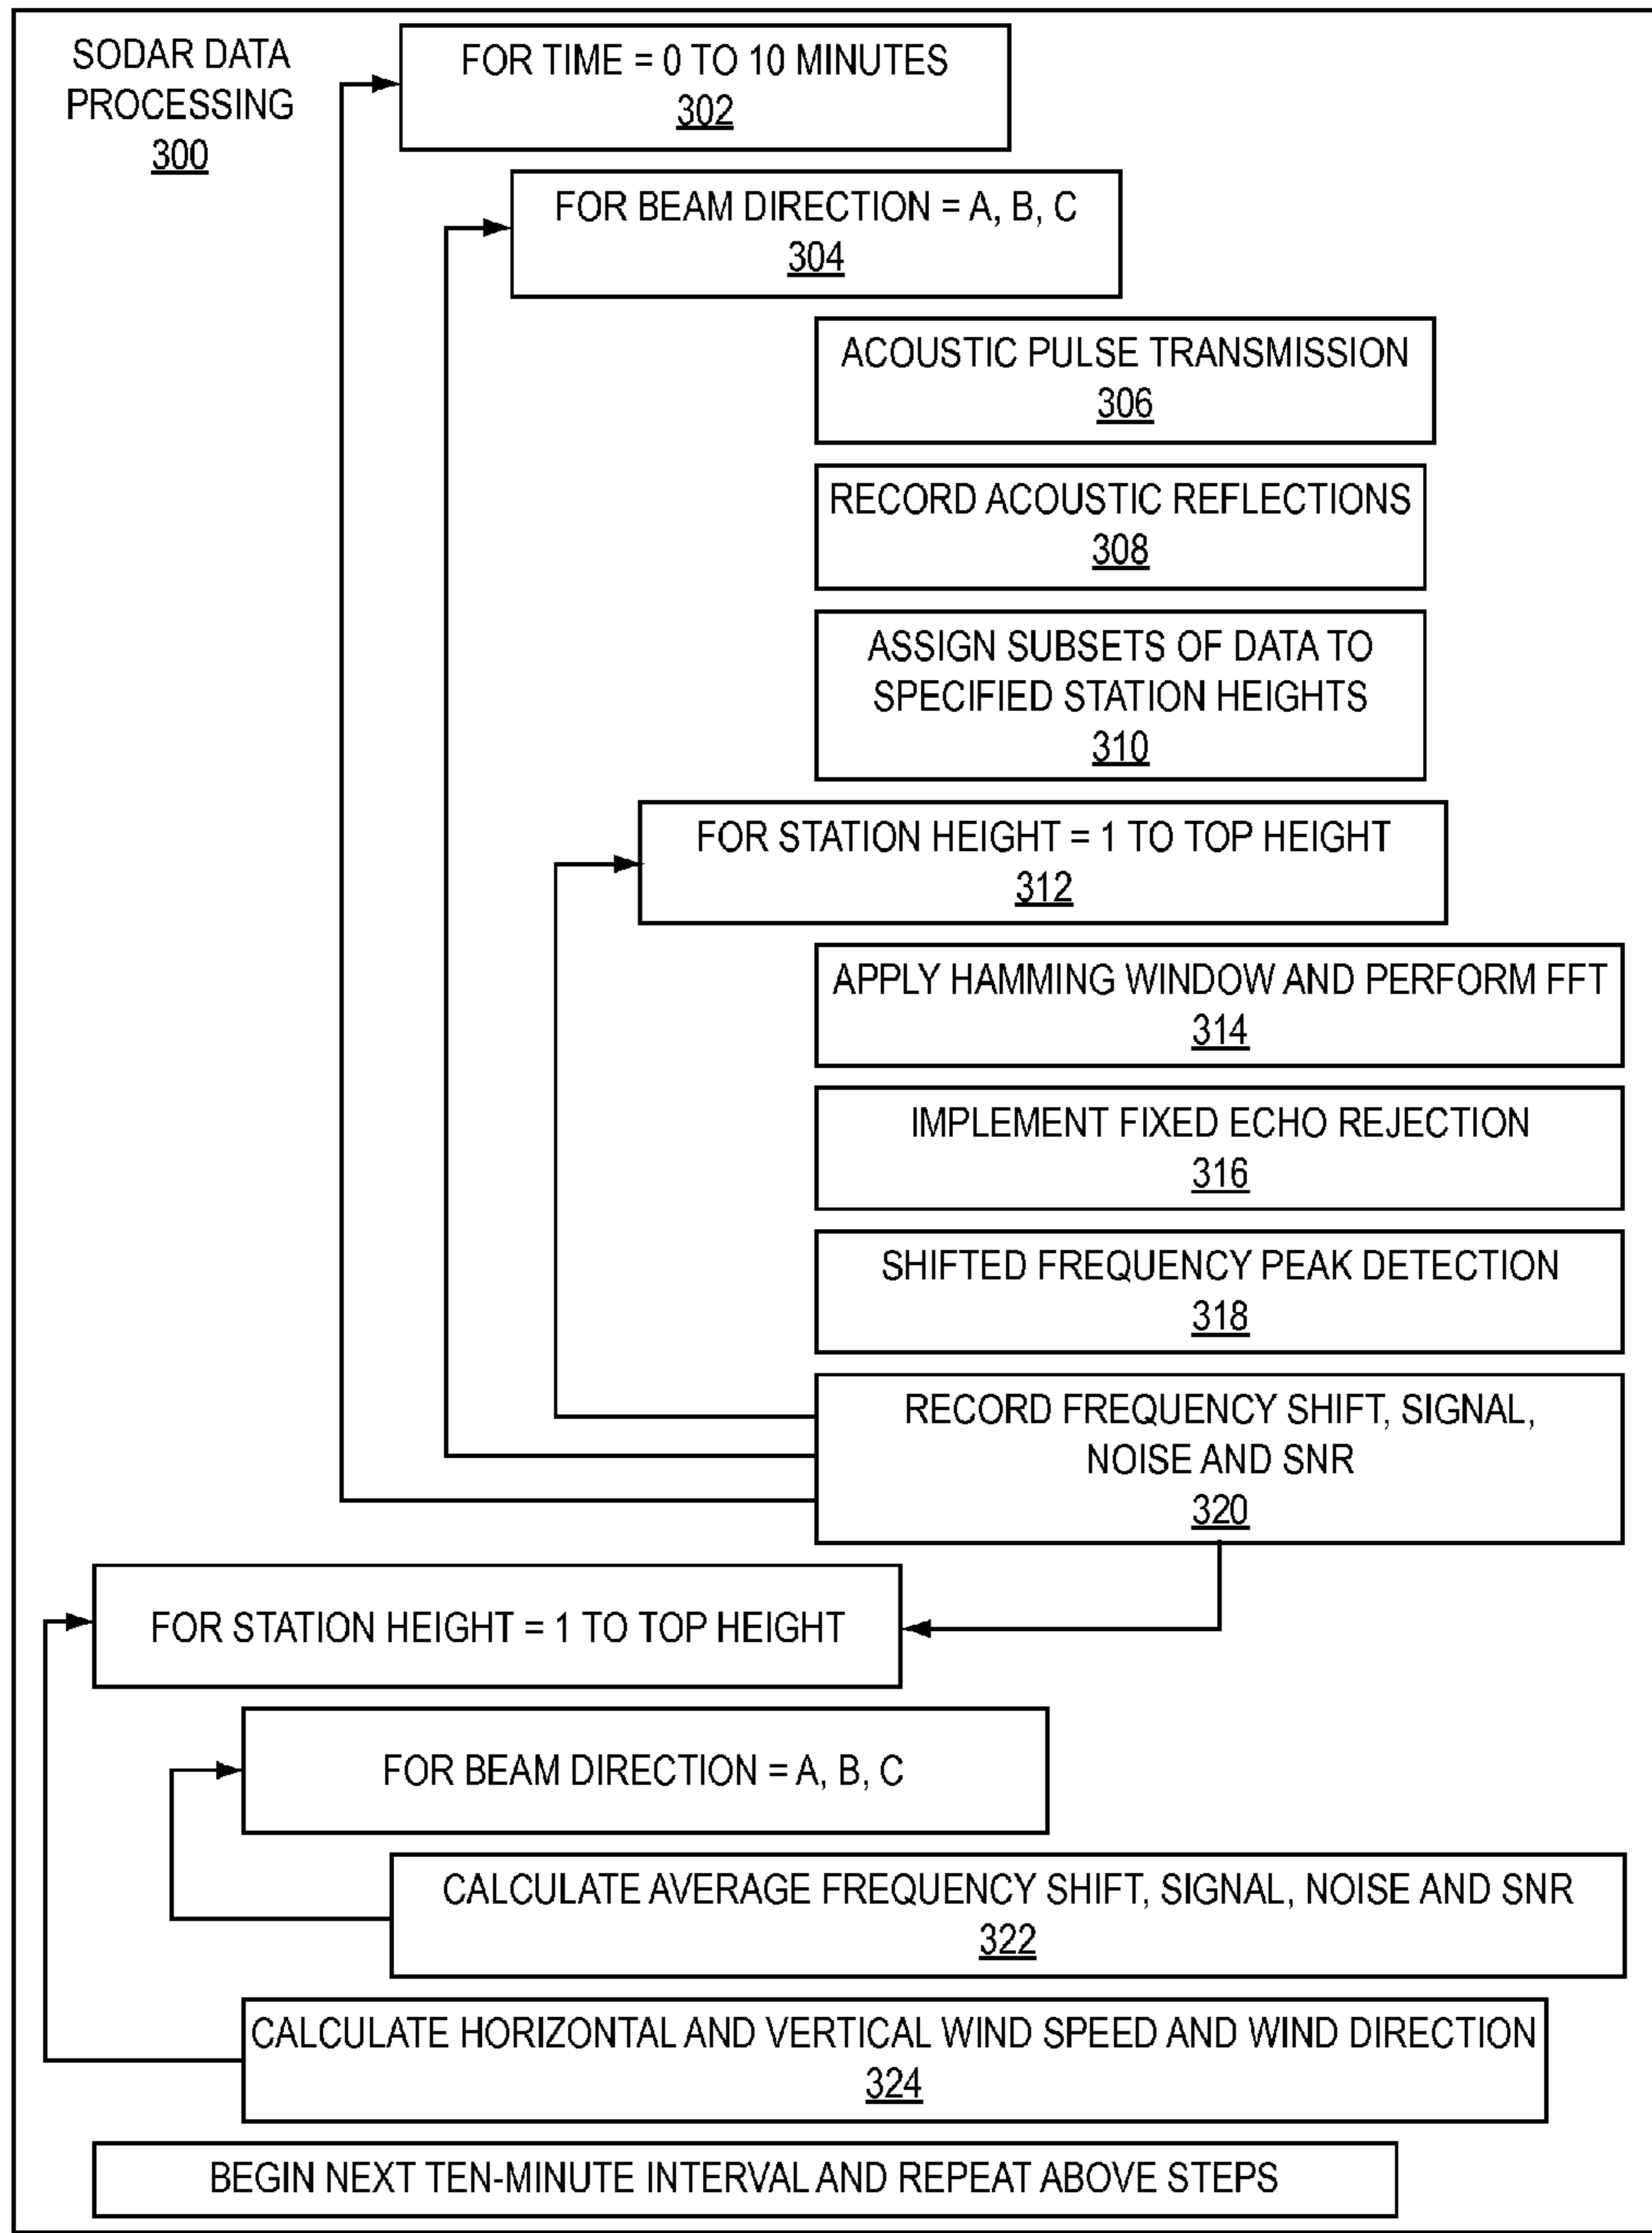 SODAR DATA
PROCESSING
300
FOR TIME = 0 TO 10 MINUTES
302
FOR BEAM DIRECTION = A, B, C
304
ACOUSTIC PULSE TRANSMISSION
306
RECORD ACOUSTIC REFLECTIONS
308
ASSIGN SUBSETS OF DATA TO
SPECIFIED STATION HEIGHTS
310
FOR STATION HEIGHT = 1 TO TOP HEIGHT
312
APPLY HAMMING WINDOW AND PERFORM FFT
314
IMPLEMENT FIXED ECHO REJECTION
316
SHIFTED FREQUENCY PEAK DETECTION
318
RECORD FREQUENCY SHIFT, SIGNAL,
NOISE AND SNR
320
FOR STATION HEIGHT = 1 TO TOP HEIGHT
FOR BEAM DIRECTION = A, B, C
CALCULATE AVERAGE FREQUENCY SHIFT, SIGNAL, NOISE AND SNR
322
CALCULATE HORIZONTAL AND VERTICAL WIND SPEED AND WIND DIRECTION
324
BEGIN NEXT TEN-MINUTE INTERVAL AND REPEAT ABOVE STEPS